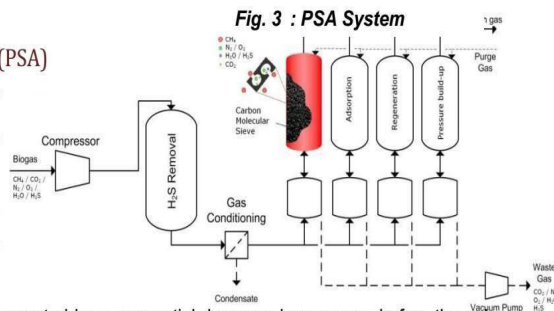 Fig. 3 : PSA System
gas
(PSA)
CH₄
N₂ / O₂
H₂O / H₂S
CO₂
Purge
Gas
Carbon
Molecular
Sieve
Adsorption
Regeneration
Pressure build-up
Compressor
Biogas
CH₄ / CO₂ /
N₂ / O₂ /
H₂O / H₂S
H₂S Removal
Gas
Conditioning
Condensate
Waste
Gas
CO₂ / N
O₂ / H
H₂S
Vacuum Pump